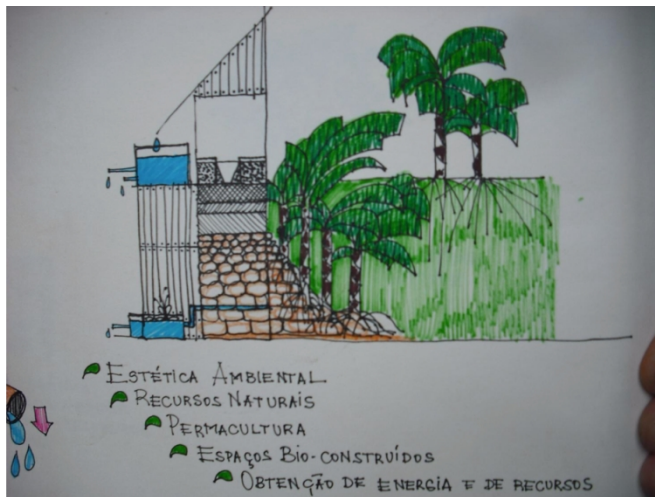 ESTÉTICA AMBIENTAL
RECURSOS NATURAIS
PERMACULTURA
ESPAÇOS BIO-CONSTRUÍDOS
OBTENÇÃO DE ENERGIA E DE RECURSOS